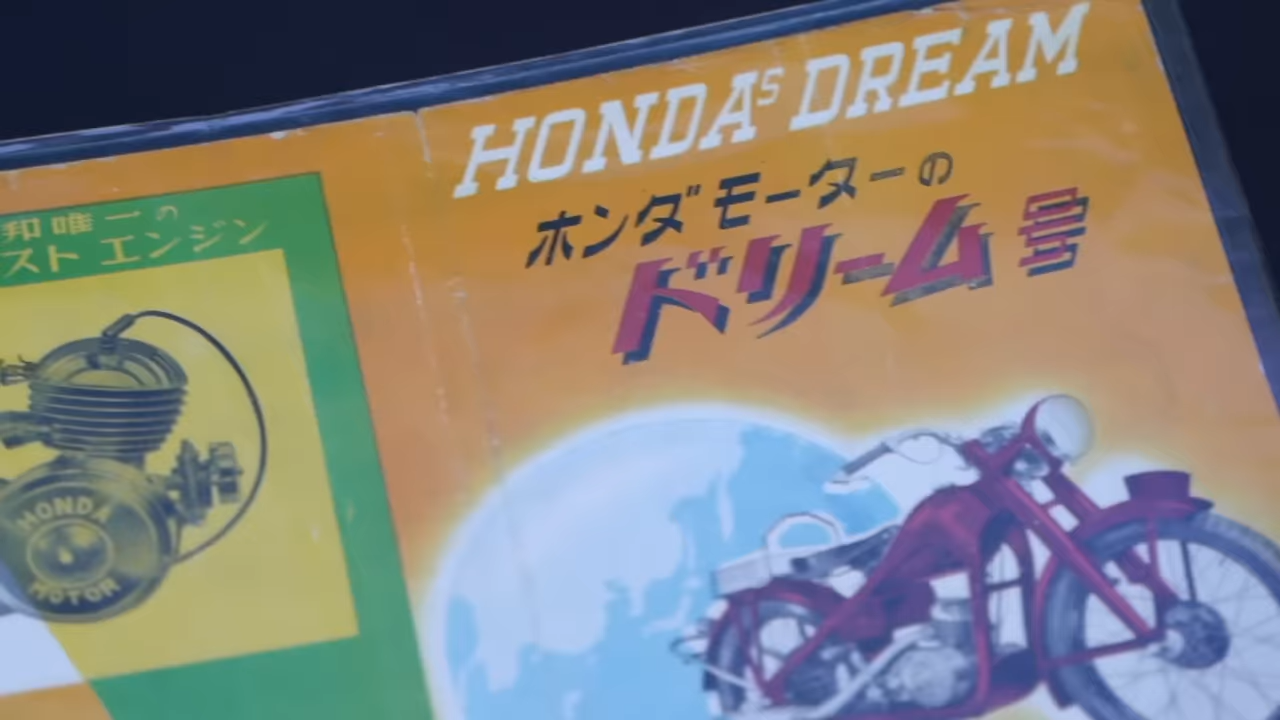 HONDAS DREAM
ホンダモーターの
ドリーム号
和唯一の
スト エンジン
HONDA
MOTOR